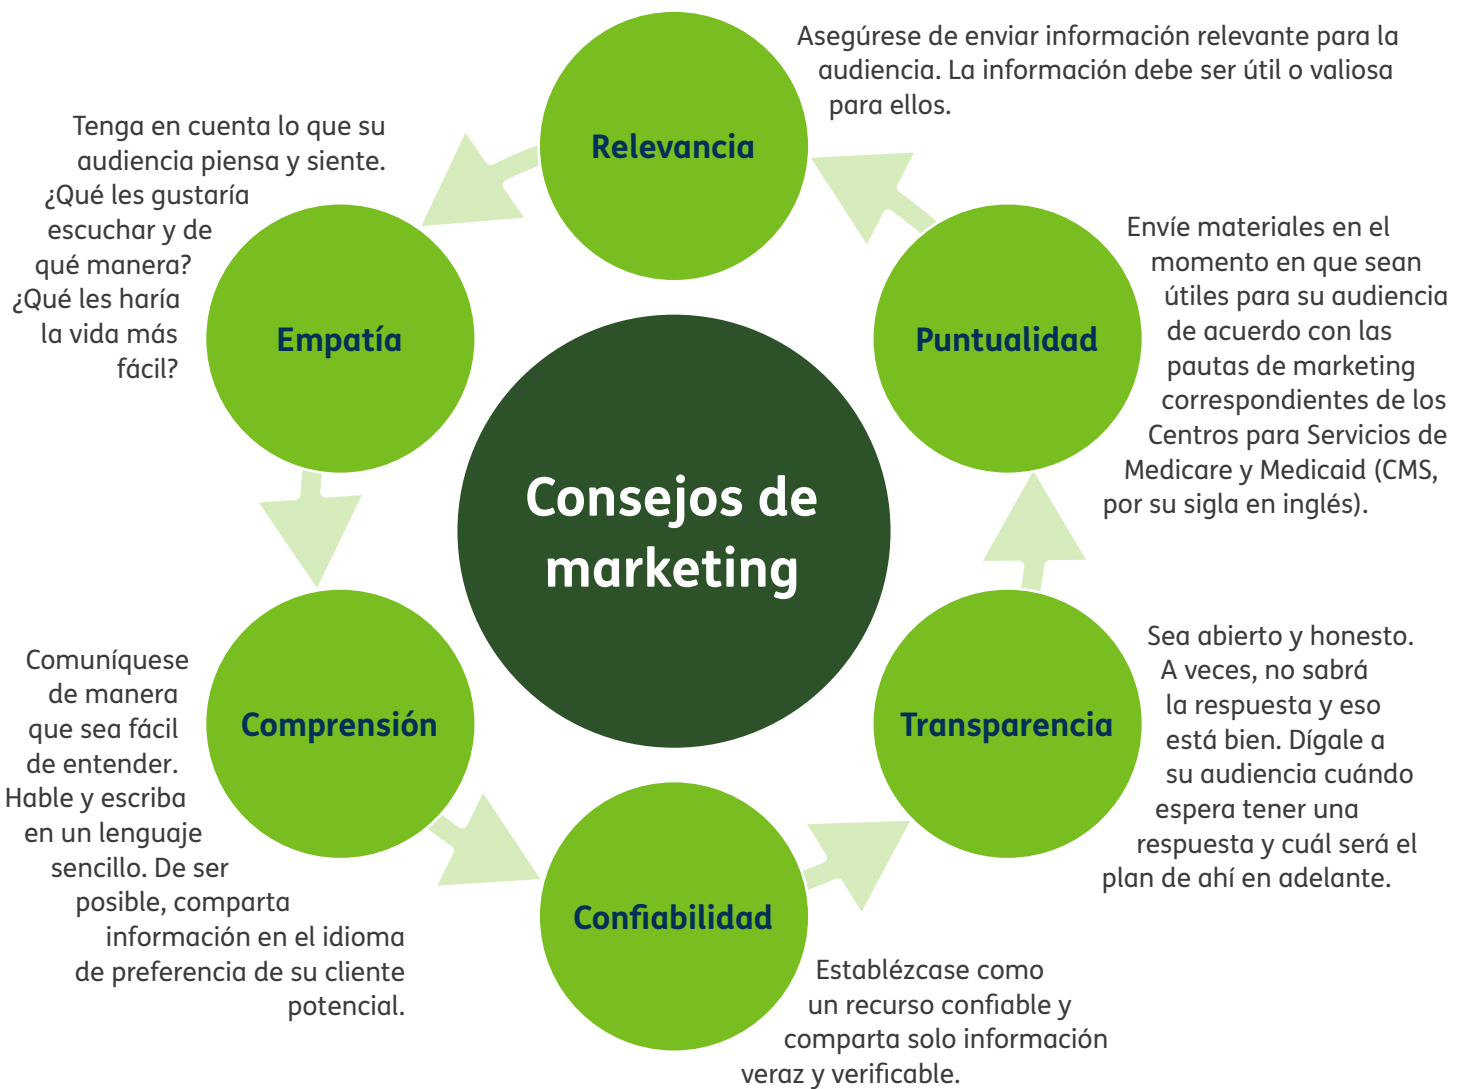 Relevancia
Asegúrese de enviar información relevante para la
audiencia. La información debe ser útil o valiosa
para ellos.
Tenga en cuenta lo que su
audiencia piensa y siente.
¿Qué les gustaría
escuchar y de
qué manera?
¿Qué les haría
la vida más
fácil?
Empatía
Puntualidad
Envíe materiales en el
momento en que sean
útiles para su audiencia
de acuerdo con las
pautas de marketing
correspondientes de los
Centros para Servicios de
Medicare y Medicaid (CMS,
por su sigla en inglés).
Consejos de
marketing
Comuníquese
de manera
que sea fácil
de entender.
Hable y escriba
en un lenguaje
sencillo. De ser
posible, comparta
información en el idioma
de preferencia de su cliente
potencial.
Comprensión
Transparencia
Sea abierto y honesto.
A veces, no sabrá
la respuesta y eso
está bien. Dígale a
su audiencia cuándo
espera tener una
respuesta y cuál será el
plan de ahí en adelante.
Confiabilidad
Establézcase como
un recurso confiable y
comparta solo información
veraz y verificable.